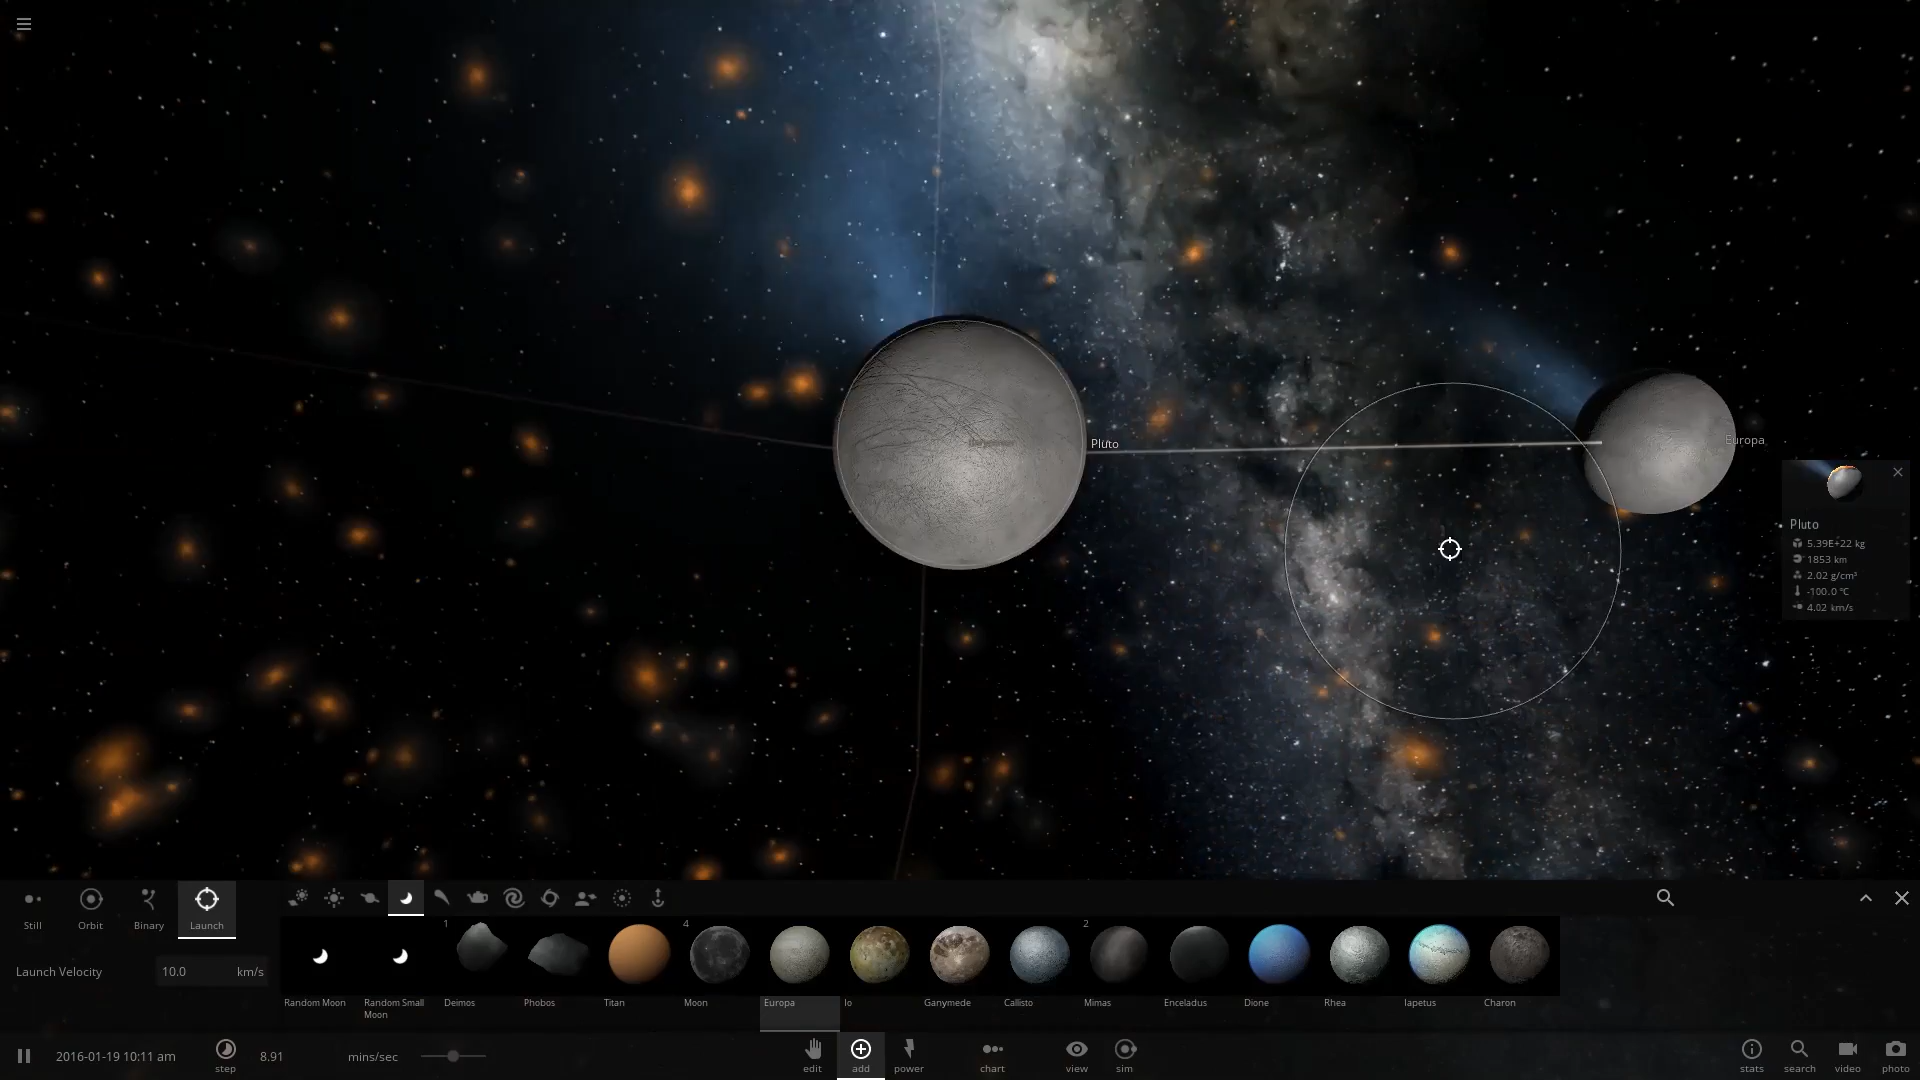 Pluto
Europa
Pluto
5.39E+22 kg
1853 km
2.02 g/cm³
-100.0 °C
4.02 km/s
Still
Orbit
Binary
Launch
Launch Velocity
10.0
km/s
1
4
2
Random Moon
Random Small
Moon
Deimos
Phobos
Titan
Moon
Europa
Io
Ganymede
Callisto
Mimas
Enceladus
Dione
Rhea
Iapetus
Charon
2016-01-19 10:11 am
step
8.91
mins/sec
edit
add
power
chart
view
sim
stats
search
video
photo